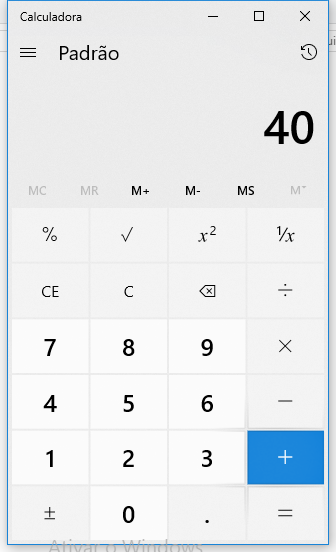 Calculadora
Padrão
40
MC MR M+ M- MS M˅
% √ x² ¹/x
CE C ÷
7 8 9 ×
4 5 6 −
1 2 3 +
± 0 . =
Ativar o Windows